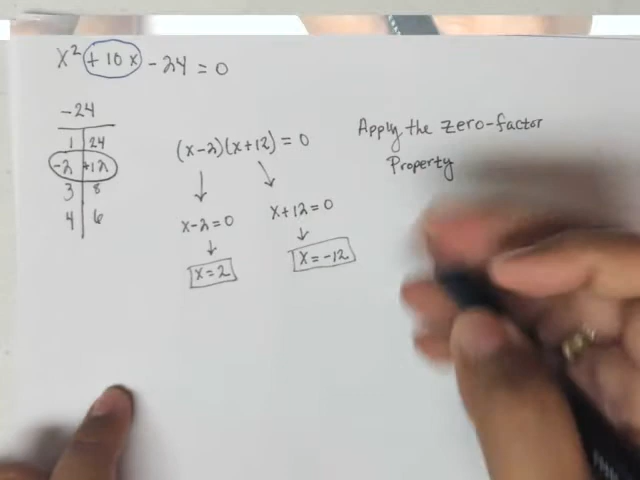 x² + 10x - 24 = 0
-24
1 | 24
-2 | +12
3 | 8
4 | 6
(x-2)(x+12) = 0
x-2=0
x+12=0
x=2
x=-12
Apply the zero-factor
Property